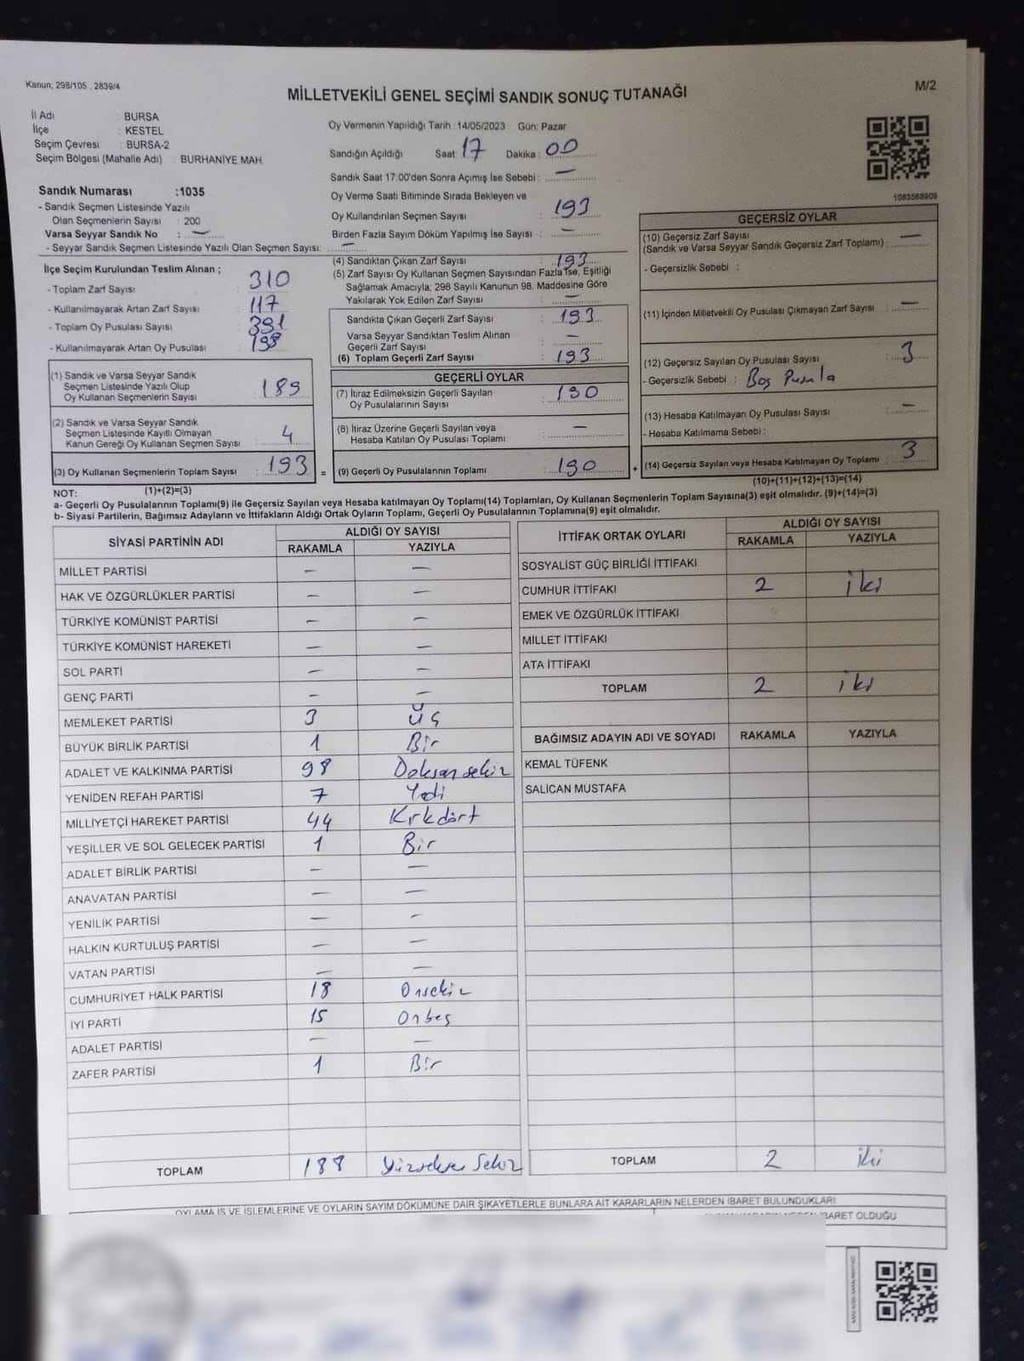 Kanun; 298/105 . 2839/4
M/2
MİLLETVEKİLİ GENEL SEÇİMİ SANDIK SONUÇ TUTANAĞI
İl Adı : BURSA
İlçe : KESTEL
Seçim Çevresi : BURSA-2
Seçim Bölgesi (Mahalle Adı) : BURHANİYE MAH.
Sandık Numarası :1035
- Sandık Seçmen Listesinde Yazılı
Olan Seçmenlerin Sayısı : 200
Varsa Seyyar Sandık No : —
- Seyyar Sandık Seçmen Listesinde Yazılı Olan Seçmen Sayısı: —
Oy Vermenin Yapıldığı Tarih :14/05/2023 Gün: Pazar
Sandığın Açıldığı Saat : 17 Dakika : 00
Sandık Saat 17.00'den Sonra Açımış İse Sebebi : —
Oy Verme Saati Bitiminde Sırada Bekleyen ve
Oy Kullandırılan Seçmen Sayısı : 193
Birden Fazla Sayım Döküm Yapılmış İse Sayısı : —
1083568909
İlçe Seçim Kurulundan Teslim Alınan ;
- Toplam Zarf Sayısı : 310
- Kullanılmayarak Artan Zarf Sayısı : 117
- Toplam Oy Pusulası Sayısı : 391
- Kullanılmayarak Artan Oy Pusulası : 198
(1) Sandık ve Varsa Seyyar Sandık
Seçmen Listesinde Yazılı Olup
Oy Kullanan Seçmenlerin Sayısı : 189
(2) Sandık ve Varsa Seyyar Sandık
Seçmen Listesinde Kayıtlı Olmayan
Kanun Gereği Oy Kullanan Seçmen Sayısı : 4
(3) Oy Kullanan Seçmenlerin Toplam Sayısı : 193 =
(4) Sandıktan Çıkan Zarf Sayısı : 193
(5) Zarf Sayısı Oy Kullanan Seçmen Sayısından Fazla ise, Eşitliği
Sağlamak Amacıyla; 298 Sayılı Kanunun 98. Maddesine Göre
Yakılarak Yok Edilen Zarf Sayısı : —
Sandıkta Çıkan Geçerli Zarf Sayısı : 193
Varsa Seyyar Sandıktan Teslim Alınan
Geçerli Zarf Sayısı : —
(6) Toplam Geçerli Zarf Sayısı : 193
GEÇERLİ OYLAR
(7) İtiraz Edilmeksizin Geçerli Sayılan
Oy Pusulalarının Sayısı : 190
(8) İtiraz Üzerine Geçerli Sayılan veya
Hesaba Katılan Oy Pusulası Toplamı : —
(9) Geçerli Oy Pusulalarının Toplamı : 190 +
GEÇERSİZ OYLAR
(10) Geçersiz Zarf Sayısı
(Sandık ve Varsa Seyyar Sandık Geçersiz Zarf Toplamı) : —
- Geçersizlik Sebebi :
(11) İçinden Milletvekili Oy Pusulası Çıkmayan Zarf Sayısı : —
(12) Geçersiz Sayılan Oy Pusulası Sayısı : 3
- Geçersizlik Sebebi : Boş Pusula
(13) Hesaba Katılmayan Oy Pusulası Sayısı : —
- Hesaba Katılmama Sebebi :
(14) Geçersiz Sayılan veya Hesaba Katılmayan Oy Toplamı : 3
NOT: (1)+(2)=(3)
(10)+(11)+(12)+(13)=(14)
a- Geçerli Oy Pusulalarının Toplamı(9) ile Geçersiz Sayılan veya Hesaba katılmayan Oy Toplamı(14) Toplamları, Oy Kullanan Seçmenlerin Toplam Sayısına(3) eşit olmalıdır. (9)+(14)=(3)
b- Siyasi Partilerin, Bağımsız Adayların ve İttifakların Aldığı Ortak Oyların Toplamı, Geçerli Oy Pusulalarının Toplamına(9) eşit olmalıdır.
SİYASİ PARTİNİN ADI ALDIĞI OY SAYISI
RAKAMLA YAZIYLA
MİLLET PARTİSİ — —
HAK VE ÖZGÜRLÜKLER PARTİSİ — —
TÜRKİYE KOMÜNİST PARTİSİ — —
TÜRKİYE KOMÜNİST HAREKETİ — —
SOL PARTİ — —
GENÇ PARTİ — —
MEMLEKET PARTİSİ 3 Üç
BÜYÜK BİRLİK PARTİSİ 1 Bir
ADALET VE KALKINMA PARTİSİ 98 Doksan sekiz
YENİDEN REFAH PARTİSİ 7 Yedi
MİLLİYETÇİ HAREKET PARTİSİ 44 Kırkdört
YEŞİLLER VE SOL GELECEK PARTİSİ 1 Bir
ADALET BİRLİK PARTİSİ — —
ANAVATAN PARTİSİ — —
YENİLİK PARTİSİ — —
HALKIN KURTULUŞ PARTİSİ — —
VATAN PARTİSİ — —
CUMHURİYET HALK PARTİSİ 18 Onsekiz
İYİ PARTİ 15 Onbeş
ADALET PARTİSİ — —
ZAFER PARTİSİ 1 Bir
TOPLAM 188 Yüzseksen Sekiz
İTTİFAK ORTAK OYLARI ALDIĞI OY SAYISI
RAKAMLA YAZIYLA
SOSYALİST GÜÇ BİRLİĞİ İTTİFAKI
CUMHUR İTTİFAKI 2 iki
EMEK VE ÖZGÜRLÜK İTTİFAKI
MİLLET İTTİFAKI
ATA İTTİFAKI
TOPLAM 2 iki
BAĞIMSIZ ADAYIN ADI VE SOYADI RAKAMLA YAZIYLA
KEMAL TÜFENK
SALİCAN MUSTAFA
TOPLAM 2 iki
OYLAMA İŞ VE İŞLEMLERİNE VE OYLARIN SAYIM DÖKÜMÜNE DAİR ŞİKAYETLERLE BUNLARA AİT KARARLARIN NELERDEN İBARET BULUNDUKLARI
İBARET OLDUĞU